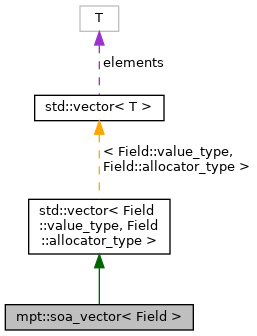 T
elements
std::vector< T >
< Field::value_type,
Field::allocator_type >
std::vector< Field
::value_type, Field
::allocator_type >
mpt::soa_vector< Field >